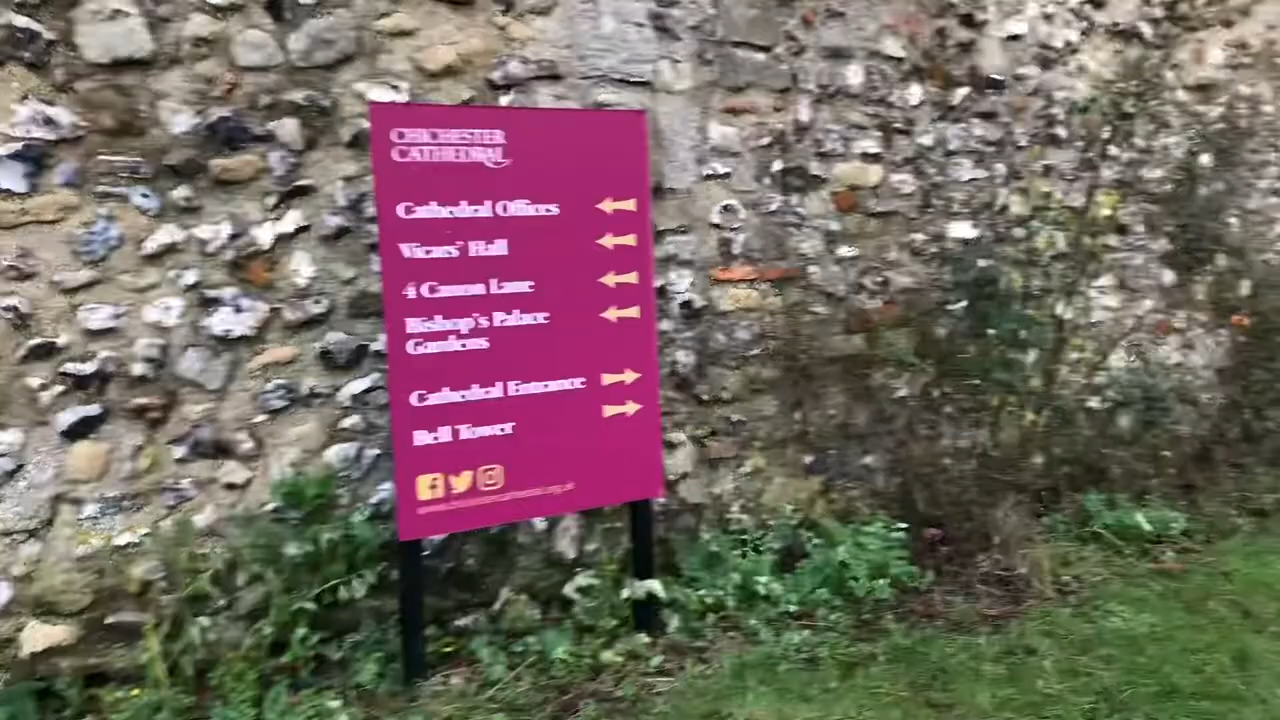 CHICHESTER
CATHEDRAL
Cathedral Offices
Vicars' Hall
4 Canon Lane
Bishop's Palace
Gardens
Cathedral Entrance
Bell Tower